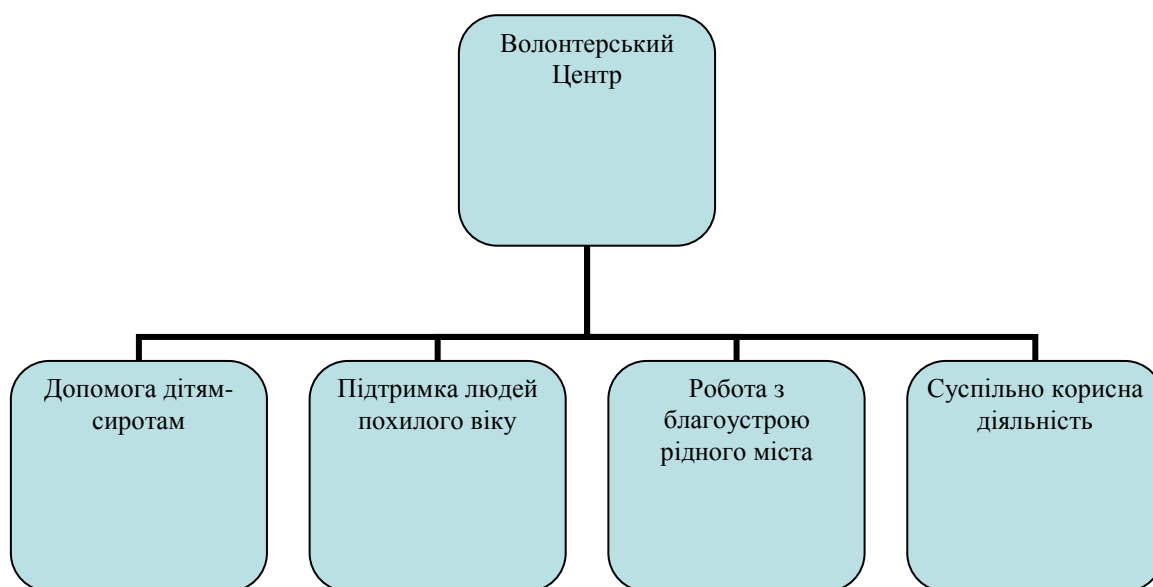 Волонтерський
Центр
Допомога дітям-
сиротам
Підтримка людей
похилого віку
Робота з
благоустрою
рідного міста
Суспільно корисна
діяльність